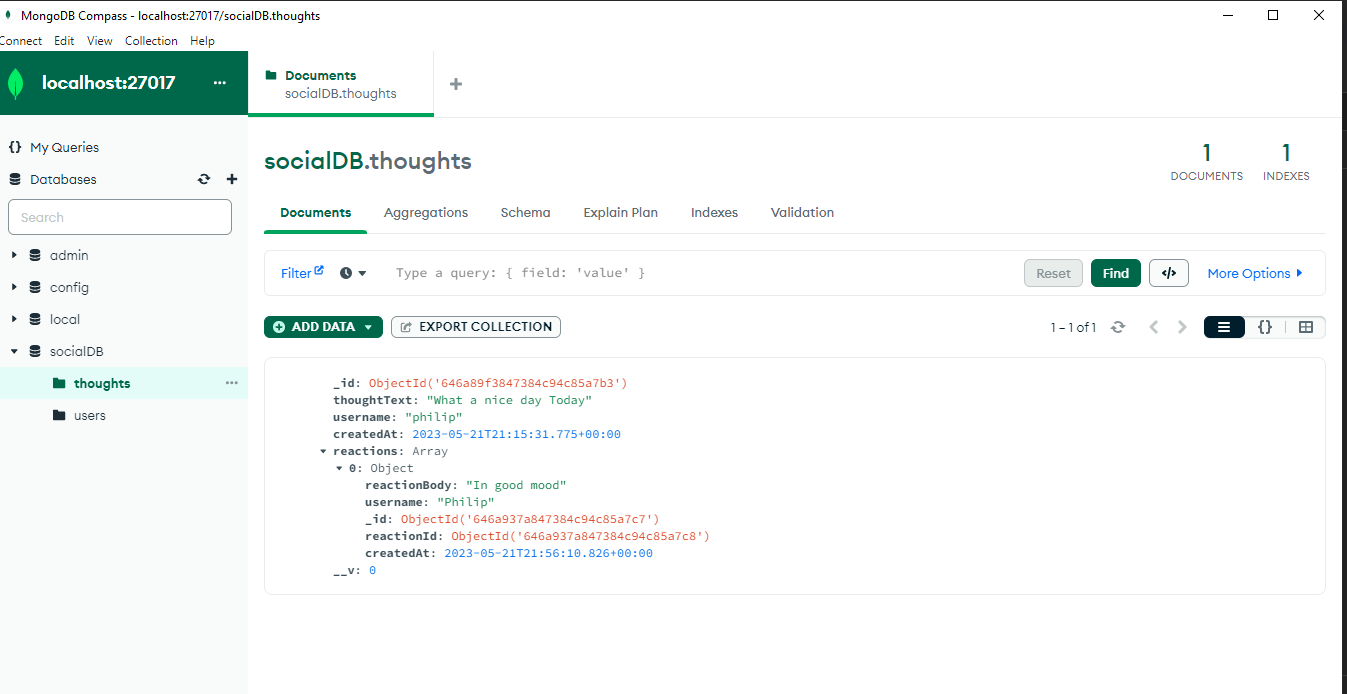 MongoDB Compass - localhost:27017/socialDB.thoughts
Connect Edit View Collection Help
localhost:27017 ...
Documents
socialDB.thoughts
+
{} My Queries
Databases +
Search
admin
config
local
socialDB
thoughts ...
users
socialDB.thoughts
1
DOCUMENTS
1
INDEXES
Documents Aggregations Schema Explain Plan Indexes Validation
Filter Type a query: { field: 'value' } Reset Find </> More Options
ADD DATA EXPORT COLLECTION 1 – 1 of 1 {}
_id: ObjectId('646a89f3847384c94c85a7b3')
thoughtText: "What a nice day Today"
username: "philip"
createdAt: 2023-05-21T21:15:31.775+00:00
reactions: Array
0: Object
reactionBody: "In good mood"
username: "Philip"
_id: ObjectId('646a937a847384c94c85a7c7')
reactionId: ObjectId('646a937a847384c94c85a7c8')
createdAt: 2023-05-21T21:56:10.826+00:00
__v: 0